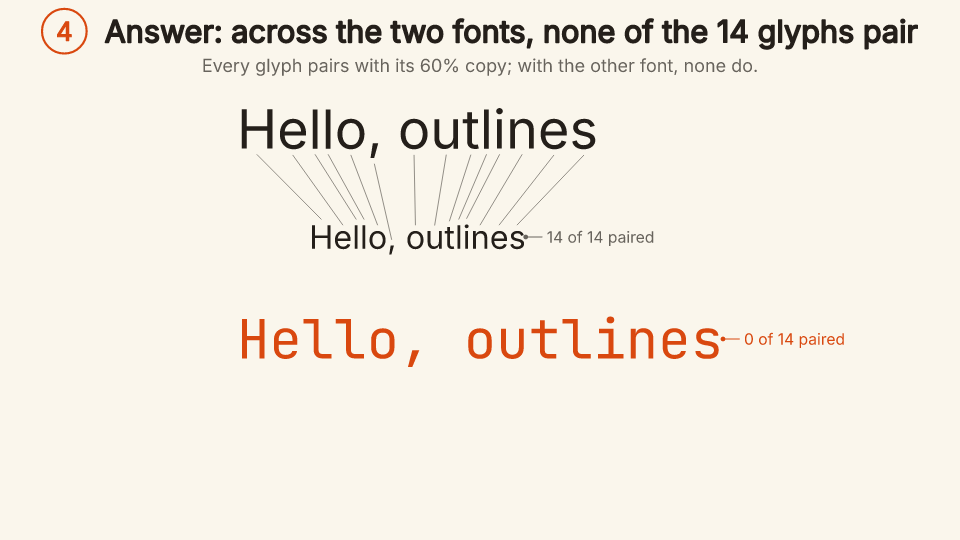 4 Answer: across the two fonts, none of the 14 glyphs pair
Every glyph pairs with its 60% copy; with the other font, none do.
Hello, outlines
Hello, outlines 14 of 14 paired
Hello, outlines 0 of 14 paired